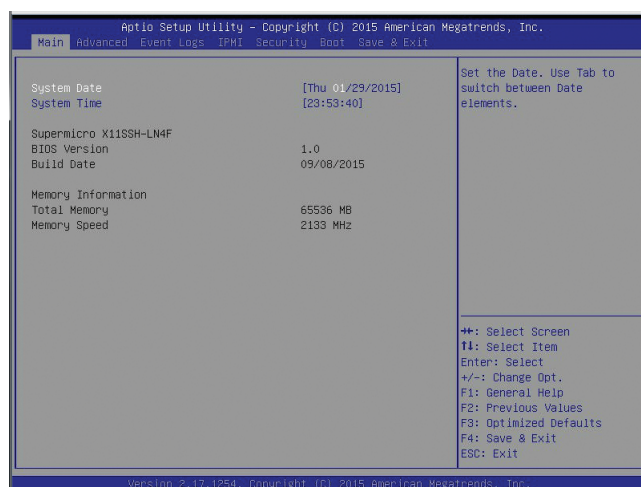 Aptio Setup Utility – Copyright (C) 2015 American Megatrends, Inc.
Main Advanced Event Logs IPMI Security Boot Save & Exit
System Date [Thu 01/29/2015]
System Time [23:53:40]
Supermicro X11SSH-LN4F
BIOS Version 1.0
Build Date 09/08/2015
Memory Information
Total Memory 65536 MB
Memory Speed 2133 MHz
Set the Date. Use Tab to
switch between Date
elements.
→←: Select Screen
↑↓: Select Item
Enter: Select
+/-: Change Opt.
F1: General Help
F2: Previous Values
F3: Optimized Defaults
F4: Save & Exit
ESC: Exit
Version 2.17.1254. Copyright (C) 2015 American Megatrends, Inc.